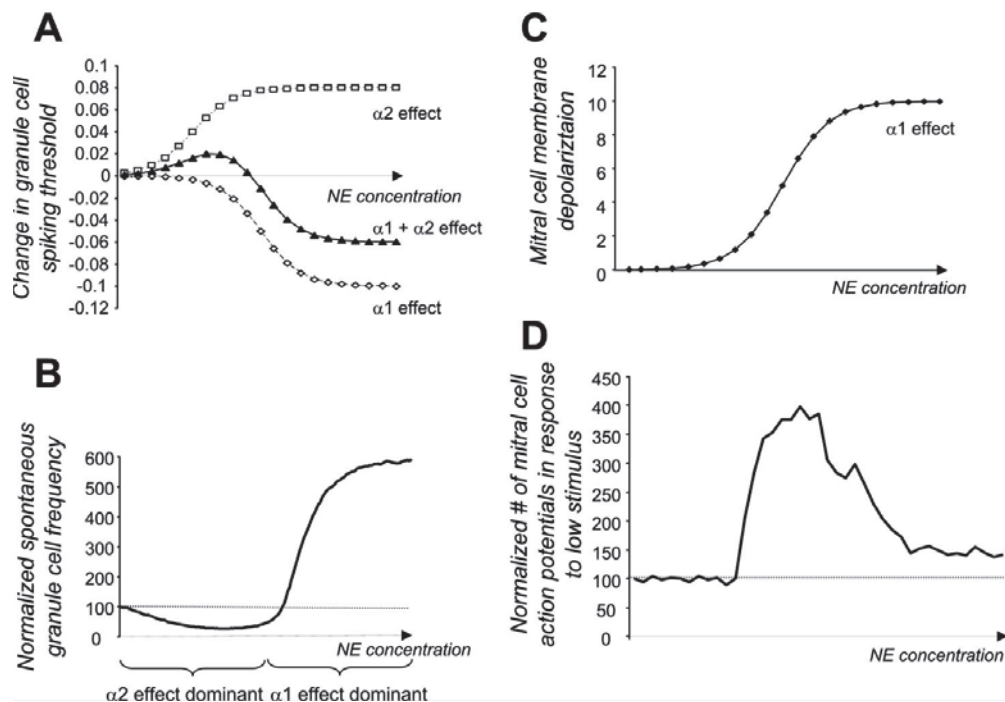 A
Change in granule cell
spiking threshold
0.1
0.08
0.06
0.04
0.02
0
-0.02
-0.04
-0.06
-0.08
-0.1
-0.12
α2 effect
NE concentration
α1 + α2 effect
α1 effect
B
Normalized spontaneous
granule cell frequency
600
500
400
300
200
100
0
NE concentration
α2 effect dominant
α1 effect dominant
C
Mitral cell membrane
depolariztaion
12
10
8
6
4
2
0
α1 effect
NE concentration
D
Normalized # of mitral cell
action potentials in response
to low stimulus
450
400
350
300
250
200
150
100
50
0
NE concentration